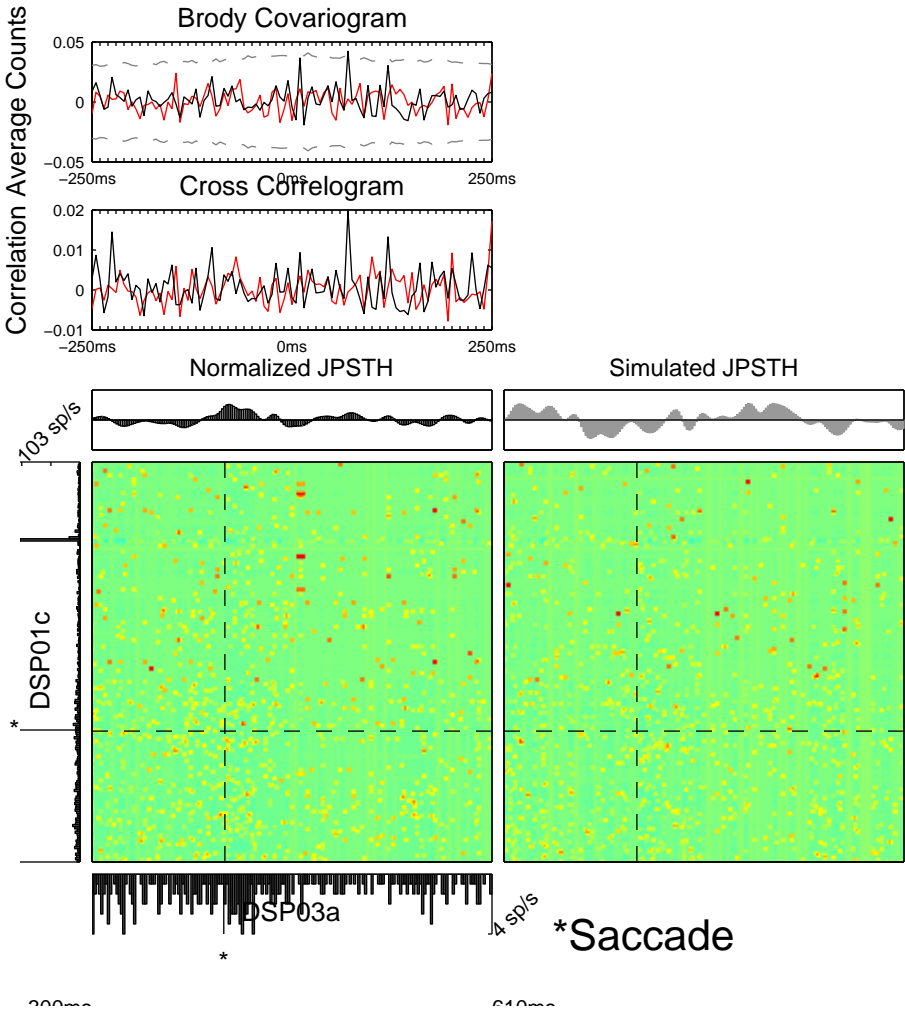 Brody Covariogram
0.05
0
−0.05
−250ms
0ms
250ms
Correlation Average Counts
Cross Correlogram
0.02
0.01
0
−0.01
−250ms
0ms
250ms
Normalized JPSTH
Simulated JPSTH
103 sp/s
DSP01c
*
DSP03a
4 sp/s
*
*Saccade